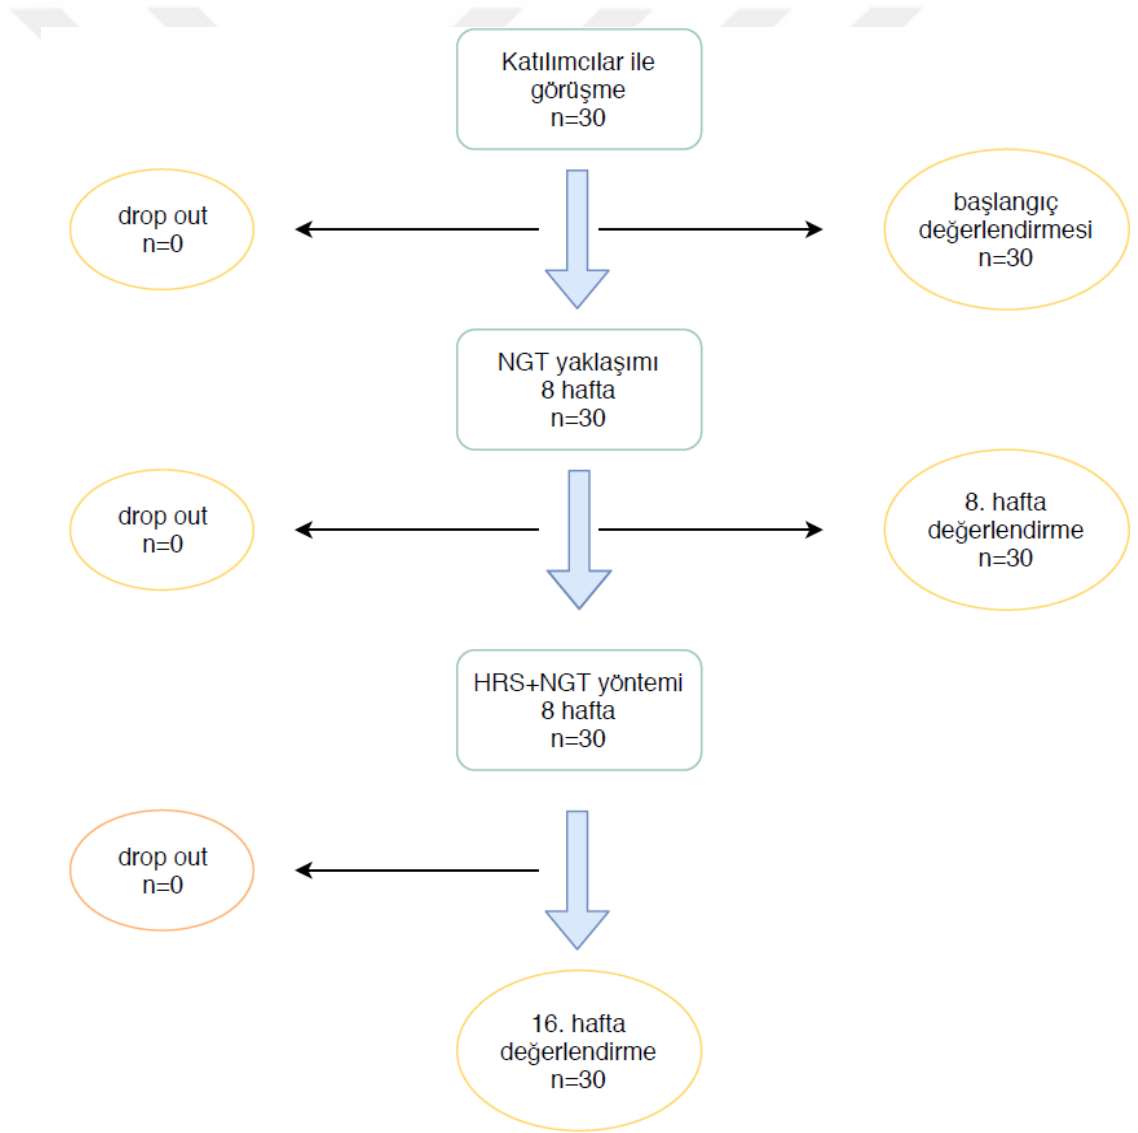 Katılımcılar ile
görüşme
n=30
drop out
n=0
başlangıç
değerlendirmesi
n=30
NGT yaklaşımı
8 hafta
n=30
drop out
n=0
8. hafta
değerlendirme
n=30
HRS+NGT yöntemi
8 hafta
n=30
drop out
n=0
16. hafta
değerlendirme
n=30